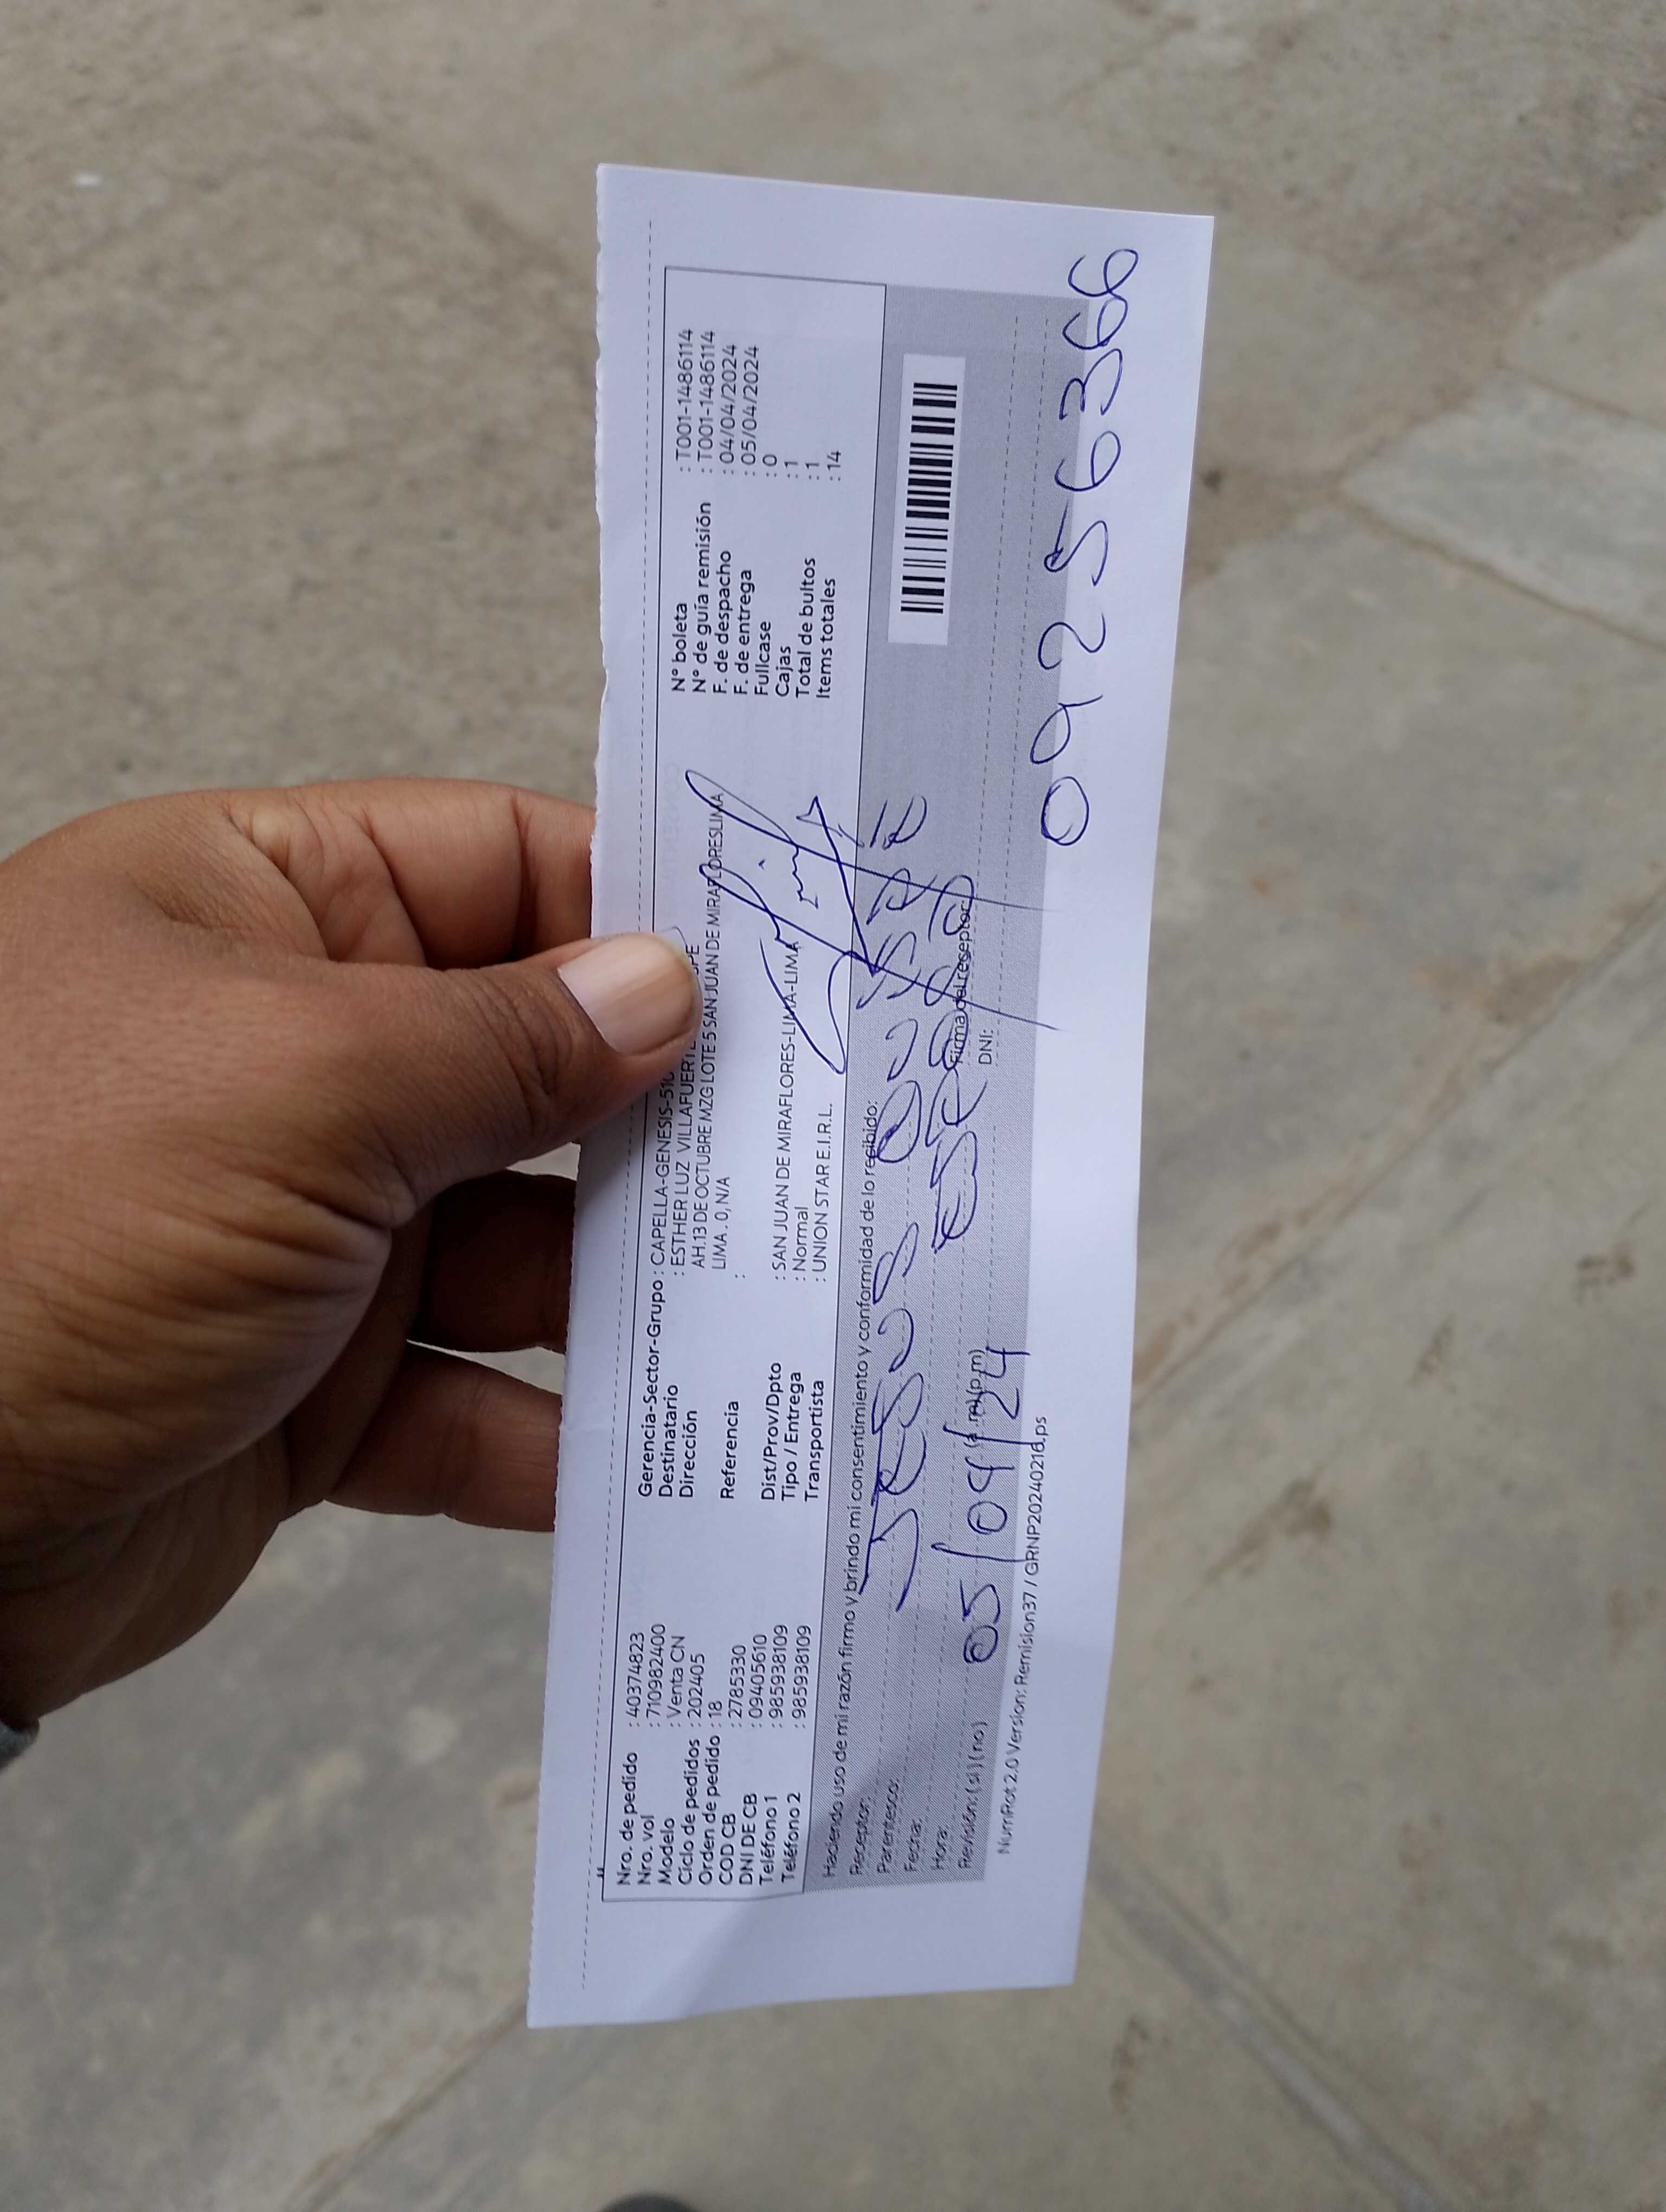 Nro. de pedido : 40374823
Nro. vol : 710982400
Modelo : Venta CN
Ciclo de pedidos : 202405
Orden de pedido : 18
COD CB : 2785330
DNI DE CB : 09405610
Teléfono 1 : 985938109
Teléfono 2 : 985938109
Gerencia-Sector-Grupo : CAPELLA-GENESIS-510
Destinatario : ESTHER LUZ VILLAFUERTE
Dirección : AH.13 DE OCTUBRE MZG LOTE 5 SAN JUAN DE MIRAFLORESLIMA
LIMA . 0, N/A
Referencia :
Dist/Prov/Dpto : SAN JUAN DE MIRAFLORES-LIMA-LIMA
Tipo / Entrega : Normal
Transportista : UNION STAR E.I.R.L.
N° boleta : T001-1486114
N° de guía remisión : T001-1486114
F. de despacho : 04/04/2024
F. de entrega : 05/04/2024
Fullcase : 0
Cajas : 1
Total de bultos : 1
Items totales : 14
Haciendo uso de mi razón firmo y brindo mi consentimiento y conformidad de lo recibido:
Receptor: JESUS
Parentesco:
Fecha: 05/04/24
Hora: (a.m)(p.m)
Revisión: (si) (no)
Firma del receptor:
DNI: 09256366
NumRot 2.0 Version: Remision37 / GRNP20240216.ps